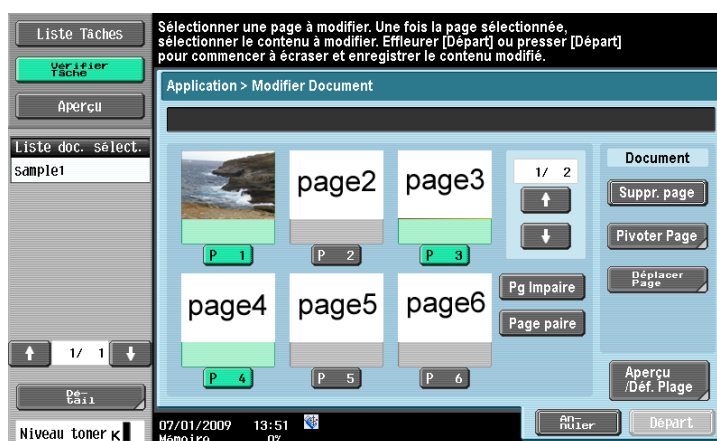 Liste Tâches
Vérifier
Tâche
Aperçu
Liste doc. sélect.
sample1
1/ 1
Dé-
tail
Niveau toner K
Sélectionner une page à modifier. Une fois la page sélectionnée,
sélectionner le contenu à modifier. Effleurer [Départ] ou presser [Départ]
pour commencer à écraser et enregistrer le contenu modifié.
Application > Modifier Document
page2
page3
P 1
P 2
P 3
page4
page5
page6
P 4
P 5
P 6
1/ 2
Pg Impaire
Page paire
Document
Suppr. page
Pivoter Page
Déplacer
Page
Aperçu
/Déf. Plage
07/01/2009 13:51
Mémoire 0%
An-
nuler
Départ